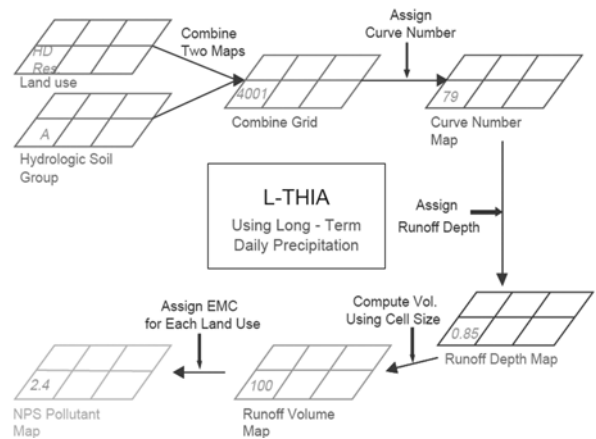 HD
Res
Land use
A
Hydrologic Soil
Group
Combine
Two Maps
4001
Combine Grid
Assign
Curve Number
79
Curve Number
Map
L-THIA
Using Long - Term
Daily Precipitation
Assign
Runoff Depth
0.85
Runoff Depth Map
Compute Vol.
Using Cell Size
100
Runoff Volume
Map
Assign EMC
for Each Land Use
2.4
NPS Pollutant
Map